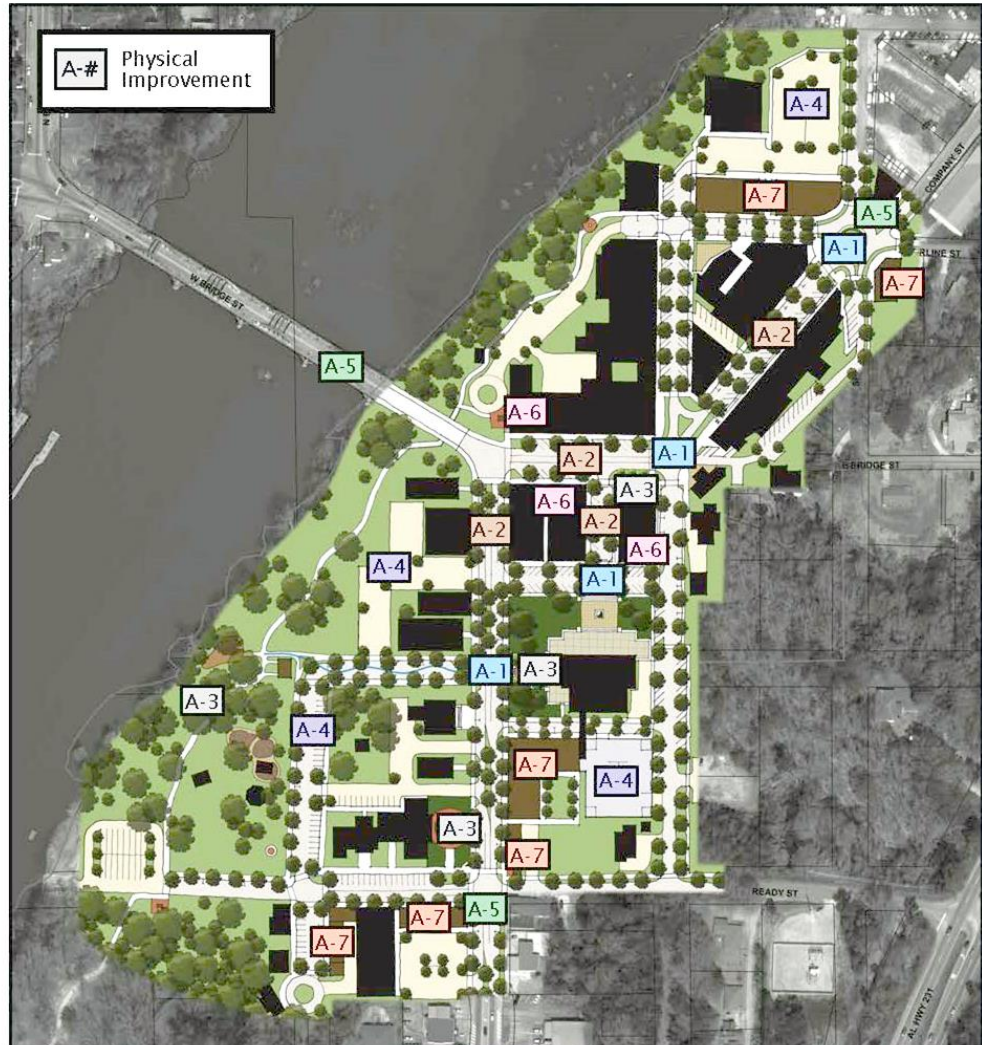 A-#
Physical
Improvement
A-4
COMPANY ST
A-7
A-5
A-1
RLINE ST
A-7
W BRIDGE ST
A-2
A-5
A-6
A-2
A-1
BRIDGE ST
A-6
A-3
A-2
A-2
A-6
A-4
A-1
A-1
A-3
A-3
A-4
A-7
A-4
A-3
A-7
READY ST
A-7
A-7
A-5
AL HWY 231